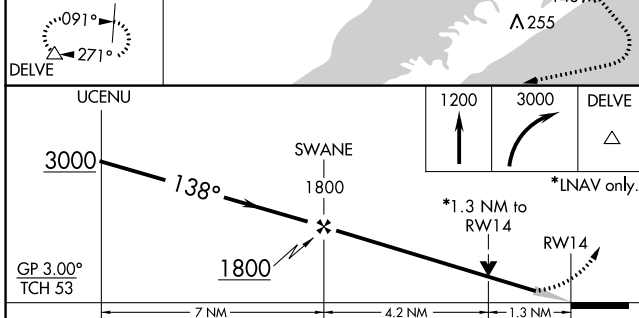 091°
271°
DELVE
255
UCENU
1200
3000
DELVE
3000
138°
SWANE
1800
*LNAV only.
*1.3 NM to
RW14
RW14
1800
GP 3.00°
TCH 53
7 NM
4.2 NM
1.3 NM